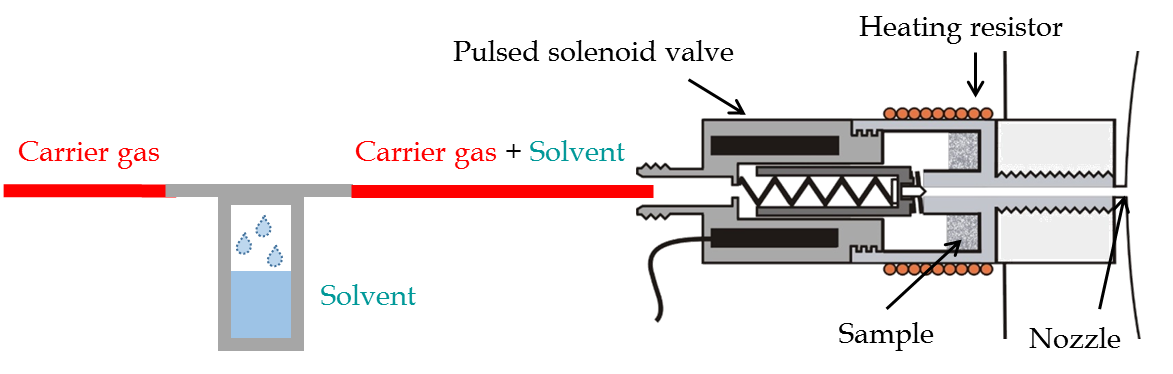 Heating resistor
Pulsed solenoid valve
Carrier gas
Carrier gas + Solvent
Solvent
Sample
Nozzle